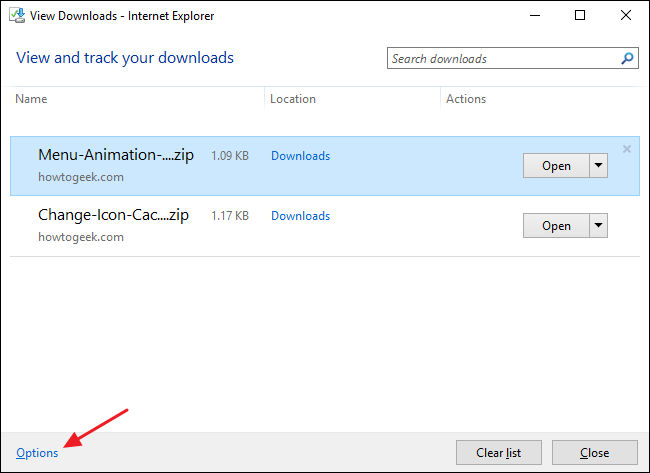 View Downloads - Internet Explorer
View and track your downloads
Search downloads
Name Location Actions
Menu-Animation-....zip 1.09 KB Downloads Open
howtogeek.com
Change-Icon-Cac....zip 1.17 KB Downloads Open
howtogeek.com
Options Clear list Close